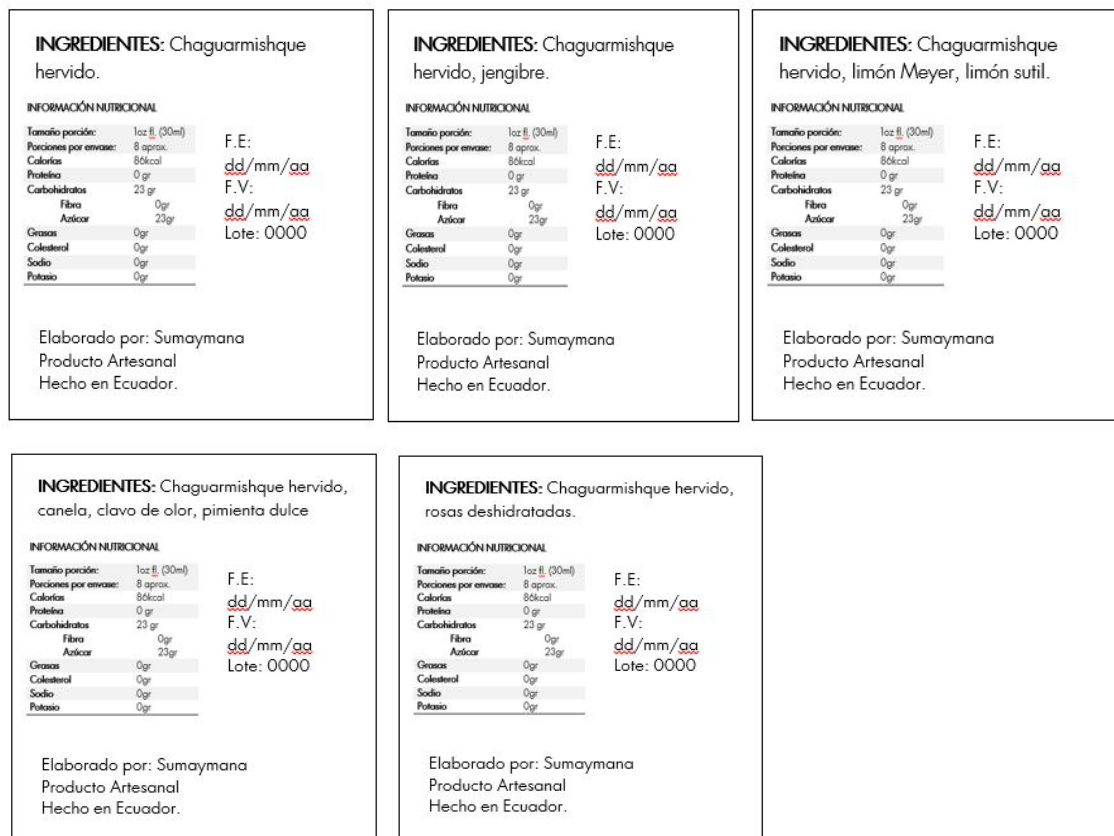 INGREDIENTES: Chaguarmishque
hervido.
INFORMACIÓN NUTRICIONAL
Tamaño porción: 1oz fl. (30ml)
Porciones por envase: 8 aprox.
Calorías 86kcal
Proteína 0 gr
Carbohidratos 23 gr
Fibra 0gr
Azúcar 23gr
Grasas 0gr
Colesterol 0gr
Sodio 0gr
Potasio 0gr
F.E:
dd/mm/aa
F.V:
dd/mm/aa
Lote: 0000
Elaborado por: Sumaymana
Producto Artesanal
Hecho en Ecuador.
INGREDIENTES: Chaguarmishque
hervido, jengibre.
INFORMACIÓN NUTRICIONAL
Tamaño porción: 1oz fl. (30ml)
Porciones por envase: 8 aprox.
Calorías 86kcal
Proteína 0 gr
Carbohidratos 23 gr
Fibra 0gr
Azúcar 23gr
Grasas 0gr
Colesterol 0gr
Sodio 0gr
Potasio 0gr
F.E:
dd/mm/aa
F.V:
dd/mm/aa
Lote: 0000
Elaborado por: Sumaymana
Producto Artesanal
Hecho en Ecuador.
INGREDIENTES: Chaguarmishque
hervido, limón Meyer, limón sutil.
INFORMACIÓN NUTRICIONAL
Tamaño porción: 1oz fl. (30ml)
Porciones por envase: 8 aprox.
Calorías 86kcal
Proteína 0 gr
Carbohidratos 23 gr
Fibra 0gr
Azúcar 23gr
Grasas 0gr
Colesterol 0gr
Sodio 0gr
Potasio 0gr
F.E:
dd/mm/aa
F.V:
dd/mm/aa
Lote: 0000
Elaborado por: Sumaymana
Producto Artesanal
Hecho en Ecuador.
INGREDIENTES: Chaguarmishque hervido,
canela, clavo de olor, pimienta dulce
INFORMACIÓN NUTRICIONAL
Tamaño porción: 1oz fl. (30ml)
Porciones por envase: 8 aprox.
Calorías 86kcal
Proteína 0 gr
Carbohidratos 23 gr
Fibra 0gr
Azúcar 23gr
Grasas 0gr
Colesterol 0gr
Sodio 0gr
Potasio 0gr
F.E:
dd/mm/aa
F.V:
dd/mm/aa
Lote: 0000
Elaborado por: Sumaymana
Producto Artesanal
Hecho en Ecuador.
INGREDIENTES: Chaguarmishque hervido,
rosas deshidratadas.
INFORMACIÓN NUTRICIONAL
Tamaño porción: 1oz fl. (30ml)
Porciones por envase: 8 aprox.
Calorías 86kcal
Proteína 0 gr
Carbohidratos 23 gr
Fibra 0gr
Azúcar 23gr
Grasas 0gr
Colesterol 0gr
Sodio 0gr
Potasio 0gr
F.E:
dd/mm/aa
F.V:
dd/mm/aa
Lote: 0000
Elaborado por: Sumaymana
Producto Artesanal
Hecho en Ecuador.